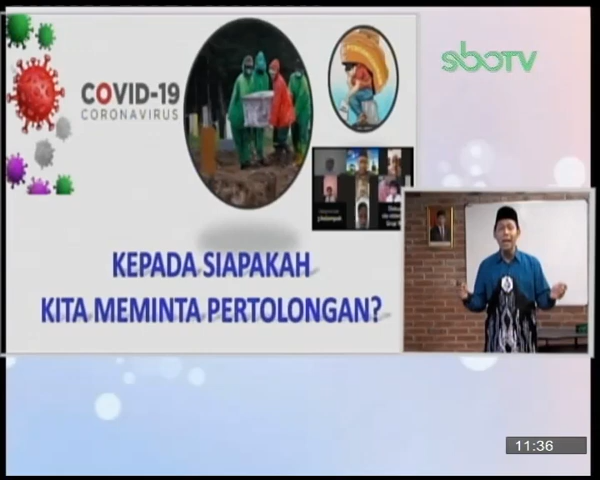 sboTV
COVID-19
CORONAVIRUS
KEPADA SIAPAKAH
KITA MEMINTA PERTOLONGAN?
11:36